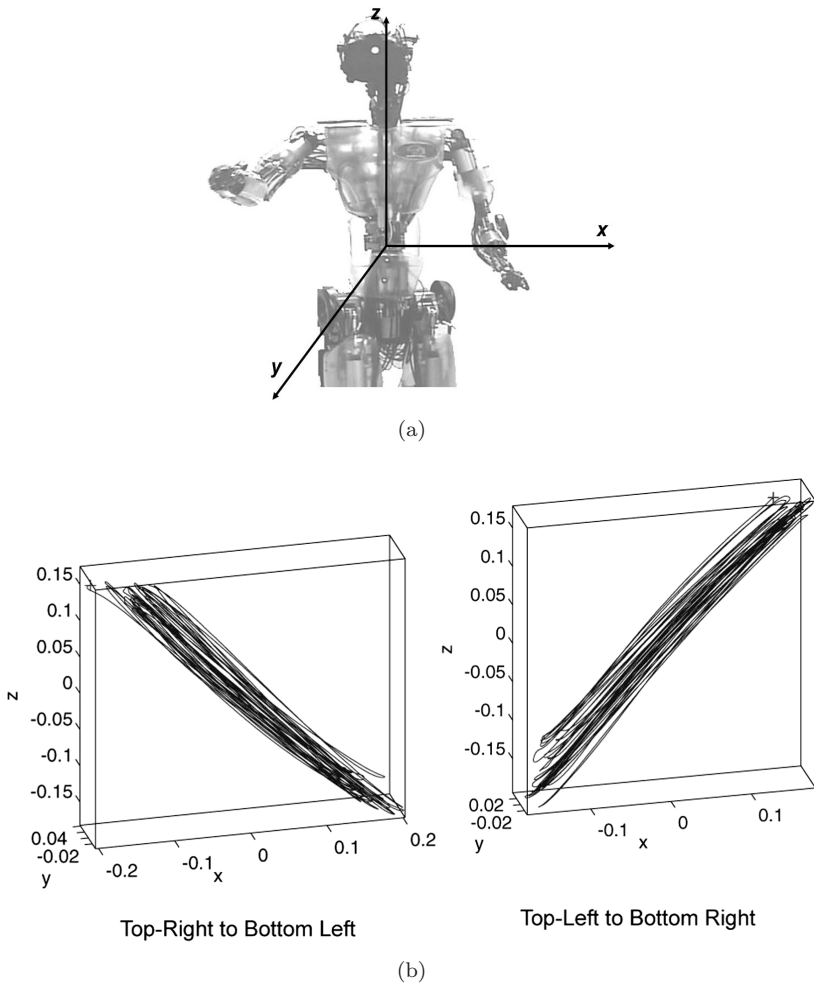 z
x
y
(a)
0.15
0.1
0.05
0
-0.05
-0.1
-0.15
z
0.04
-0.02
y
-0.2
-0.1
x
0
0.1
0.2
Top-Right to Bottom Left
0.15
0.1
0.05
0
-0.05
-0.1
-0.15
z
0.02
-0.02
y
-0.1
x
0
0.1
Top-Left to Bottom Right
(b)